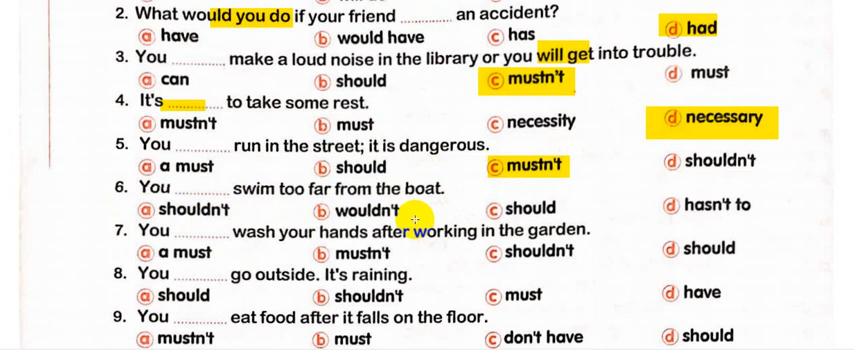 2. What would you do if your friend ............ an accident?
a have b would have c has d had
3. You ............ make a loud noise in the library or you will get into trouble.
a can b should c mustn't d must
4. It's ............ to take some rest.
a mustn't b must c necessity d necessary
5. You ............ run in the street; it is dangerous.
a a must b should c mustn't d shouldn't
6. You ............ swim too far from the boat.
a shouldn't b wouldn't c should d hasn't to
7. You ............ wash your hands after working in the garden.
a a must b mustn't c shouldn't d should
8. You ............ go outside. It's raining.
a should b shouldn't c must d have
9. You ............ eat food after it falls on the floor.
a mustn't b must c don't have d should